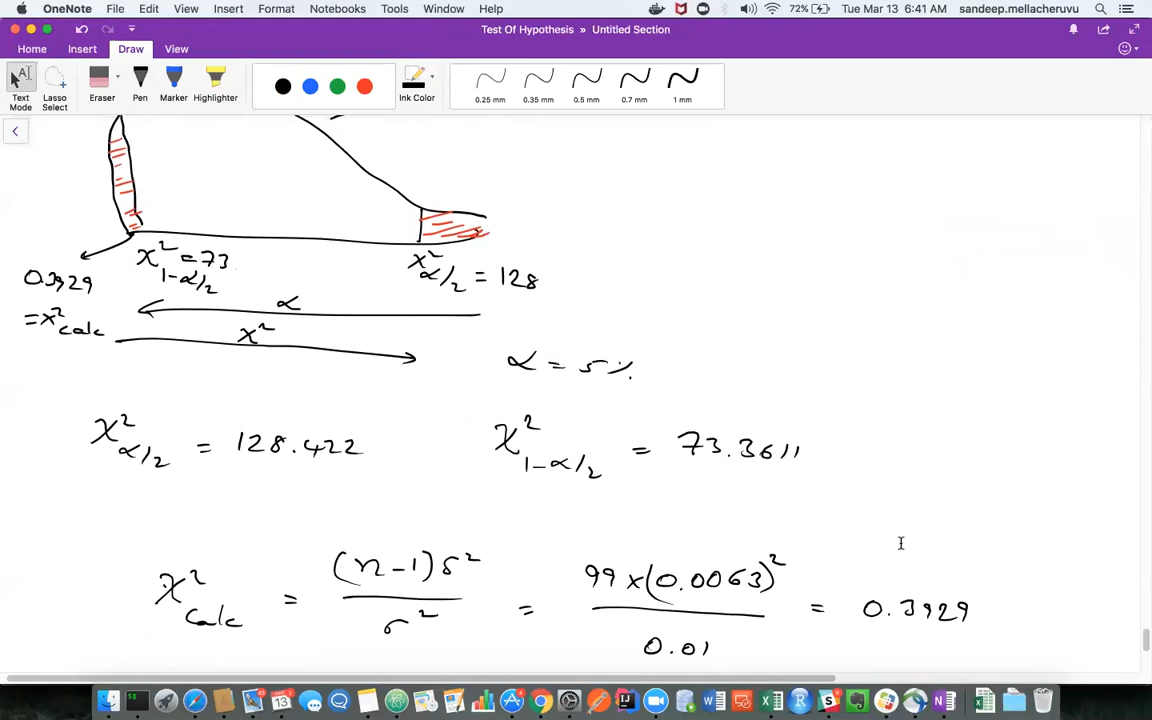 OneNote File Edit View Insert Format Notebooks Tools Window Help 72% Tue Mar 13 6:41 AM sandeep.mellacheruvu
Test Of Hypothesis » Untitled Section
Home Insert Draw View
Text Mode Lasso Select Eraser Pen Marker Highlighter Ink Color 0.25 mm 0.35 mm 0.5 mm 0.7 mm 1 mm
χ²1-α/2 = 73
χ²α/2 = 128
0.3929
= χ²calc
α
χ²
α = 5%
χ²α/2 = 128.422
χ²1-α/2 = 73.3611
χ²calc = (n-1)s²/σ² = 99×(0.0063)²/0.01 = 0.3929